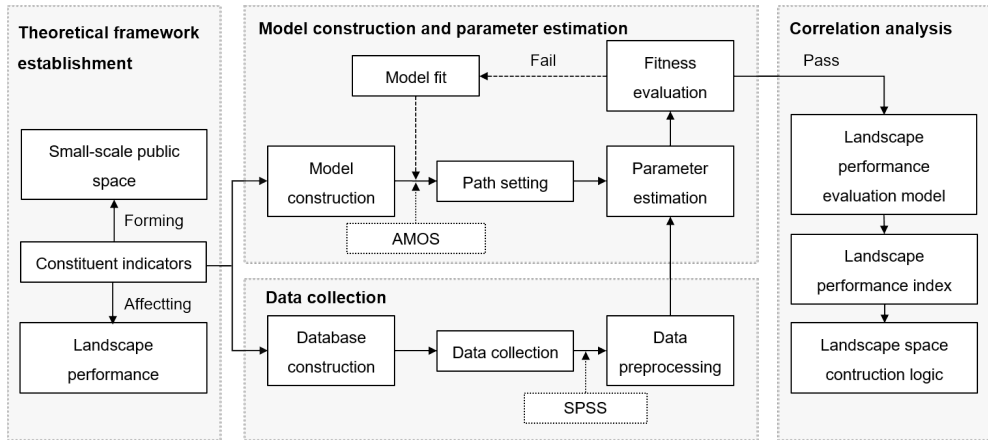 Theoretical framework
establishment
Small-scale public
space
Forming
Constituent indicators
Affectting
Landscape
performance
Model construction and parameter estimation
Model fit
Fail
Fitness
evaluation
Model
construction
Path setting
Parameter
estimation
AMOS
Data collection
Database
construction
Data collection
Data
preprocessing
SPSS
Correlation analysis
Pass
Landscape
performance
evaluation model
Landscape
performance index
Landscape space
contruction logic